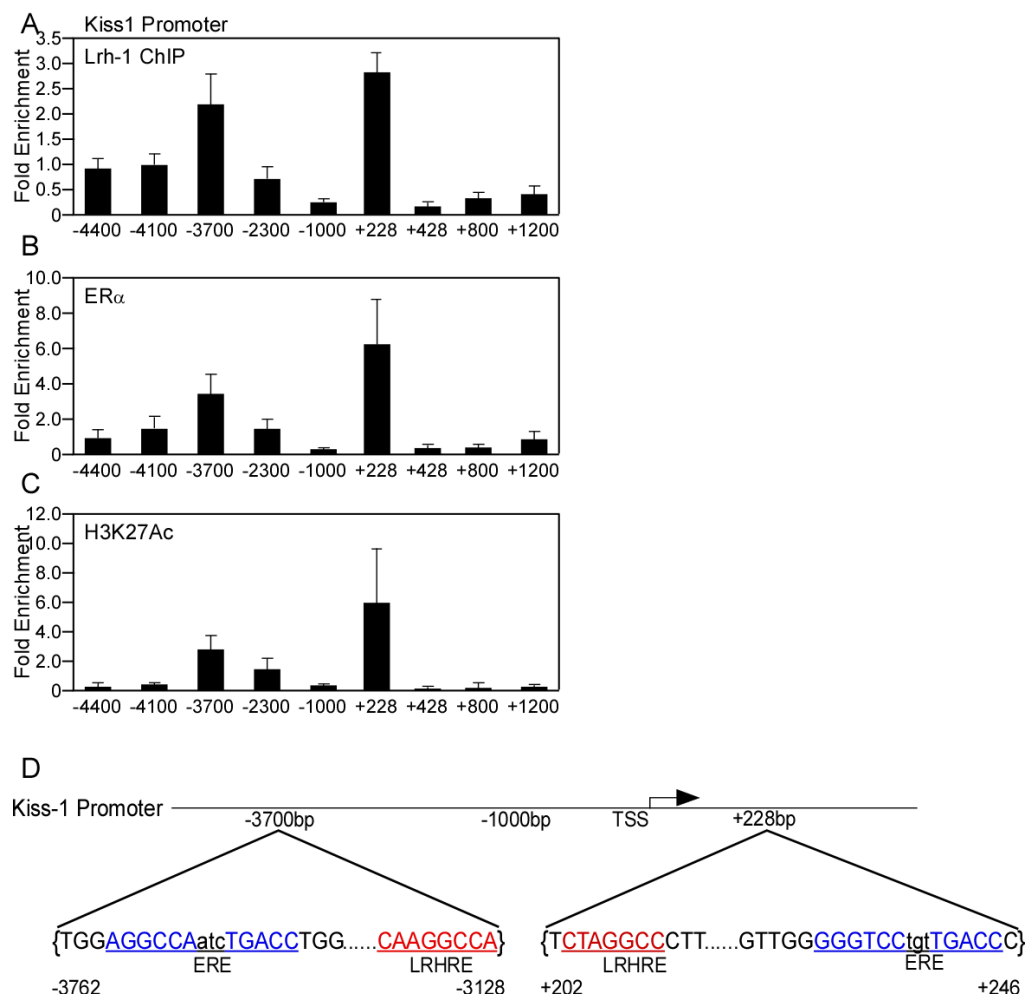 A
Kiss1 Promoter
Lrh-1 ChIP
Fold Enrichment
3.5
3.0
2.5
2.0
1.5
1.0
0.5
0
-4400 -4100 -3700 -2300 -1000 +228 +428 +800 +1200
B
ERα
Fold Enrichment
10.0
8.0
6.0
4.0
2.0
0
-4400 -4100 -3700 -2300 -1000 +228 +428 +800 +1200
C
H3K27Ac
Fold Enrichment
12.0
10.0
8.0
6.0
4.0
2.0
0
-4400 -4100 -3700 -2300 -1000 +228 +428 +800 +1200
D
Kiss-1 Promoter
-3700bp -1000bp TSS +228bp
{TGGAGGCCAatcTGACCTGG......CAAGGCCA} {TCTAGGCCCTT......GTTGGGGGTCCtgtTGACCC}
ERE LRHRE LRHRE ERE
-3762 -3128 +202 +246